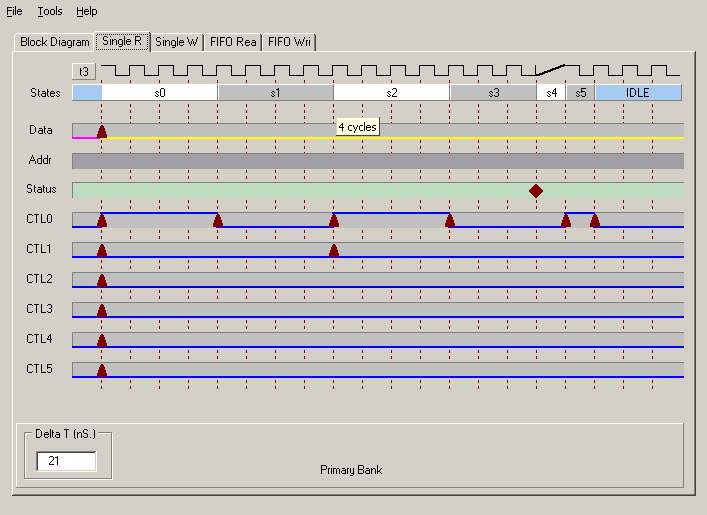 File Tools Help
Block Diagram Single R Single W FIFO Rea FIFO Wri
t3
States s0 s1 s2 s3 s4 s5 IDLE
4 cycles
Data
Addr
Status
CTL0
CTL1
CTL2
CTL3
CTL4
CTL5
Delta T (nS.)
21
Primary Bank